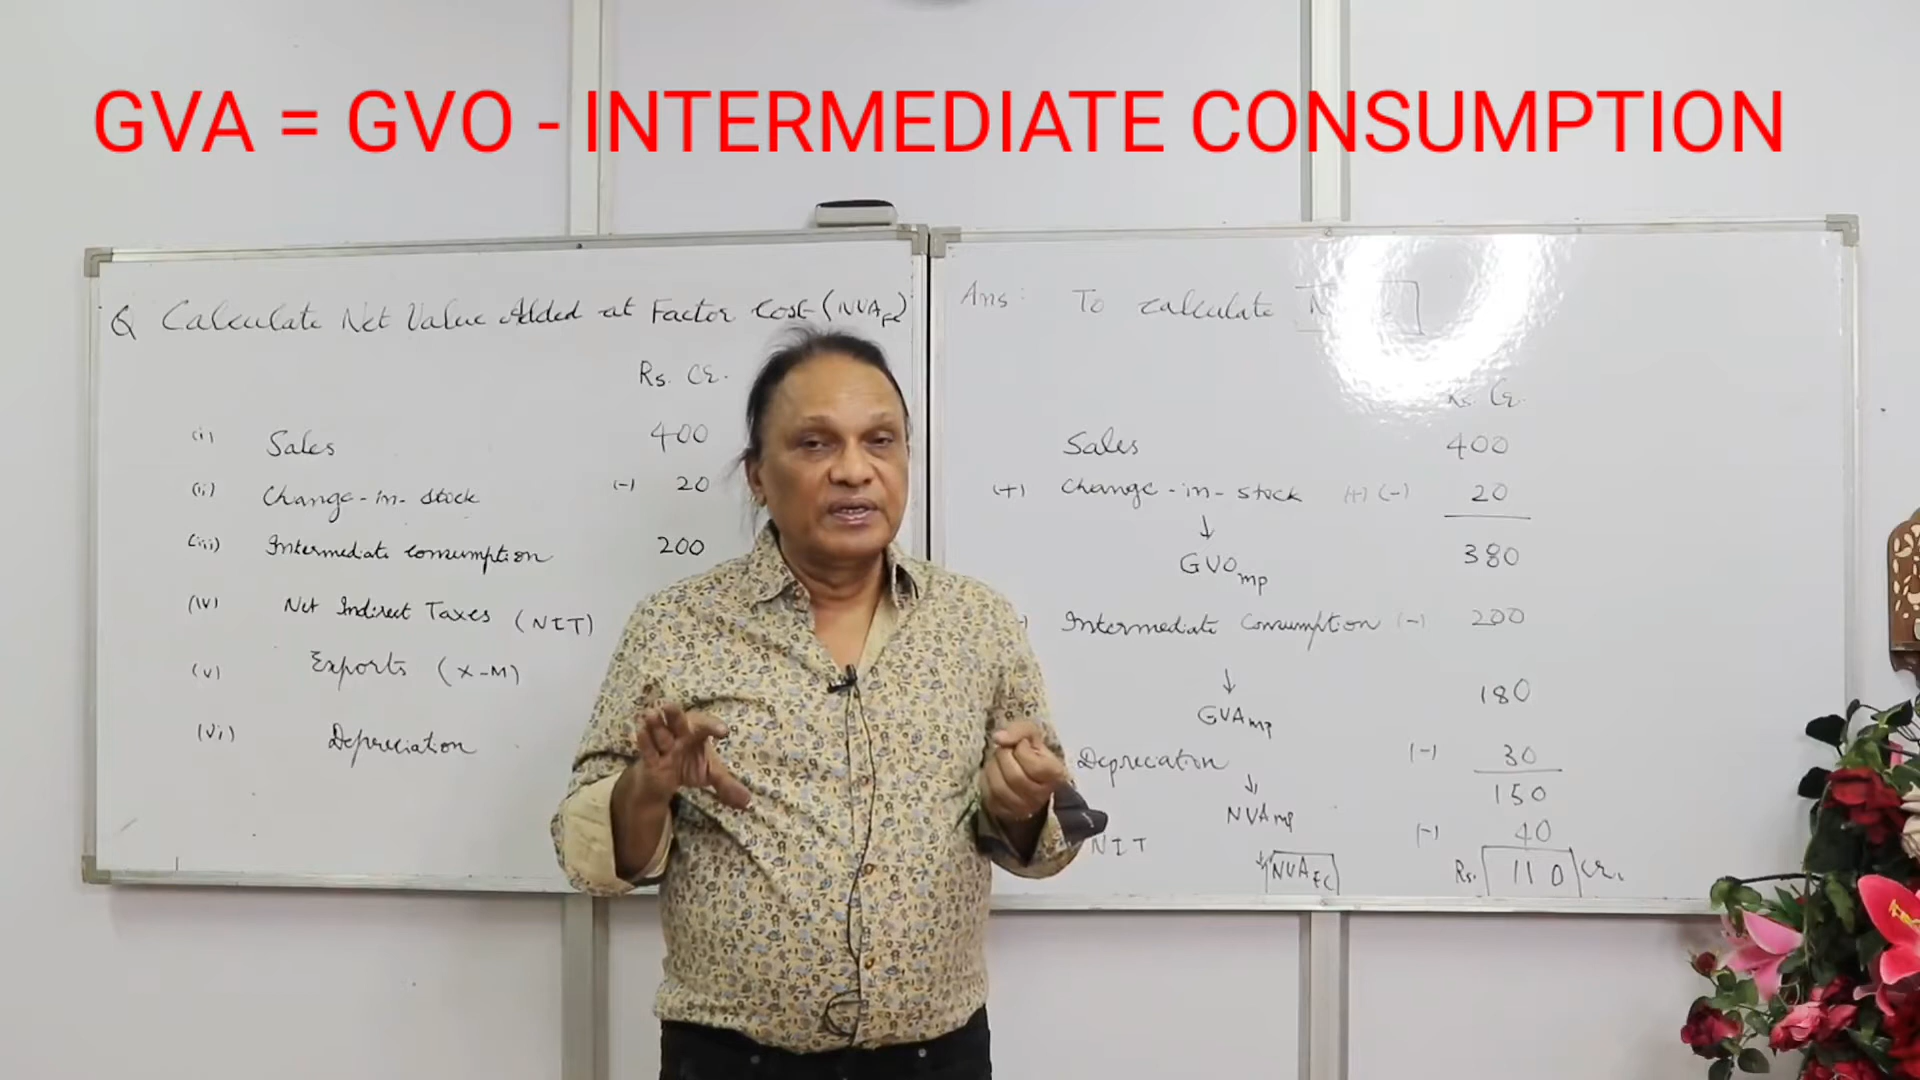 GVA = GVO - INTERMEDIATE CONSUMPTION
Q Calculate Net Value Added at Factor Cost (NVAFC)
Rs. Cr.
(i) Sales 400
(ii) Change-in-stock (-) 20
(iii) Intermediate consumption 200
(iv) Net Indirect Taxes (NIT)
(v) Exports (X-M)
(vi) Depreciation
Ans: To calculate
Rs. Cr.
Sales 400
(+) Change-in-stock (+) (-) 20
↓
GVOmp 380
Intermediate Consumption (-) 200
↓
GVAmp 180
Depreciation (-) 30
↓
NVAmp 150
NIT (-) 40
↓ NVAFC Rs. 110 Cr.